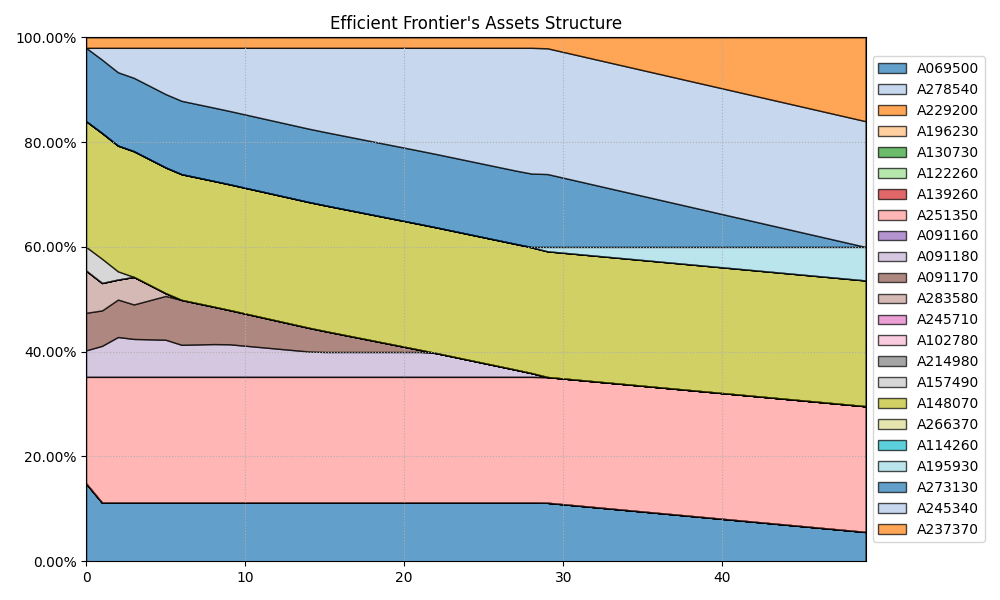 Efficient Frontier's Assets Structure
100.00%
80.00%
60.00%
40.00%
20.00%
0.00%
0
10
20
30
40
A069500
A278540
A229200
A196230
A130730
A122260
A139260
A251350
A091160
A091180
A091170
A283580
A245710
A102780
A214980
A157490
A148070
A266370
A114260
A195930
A273130
A245340
A237370